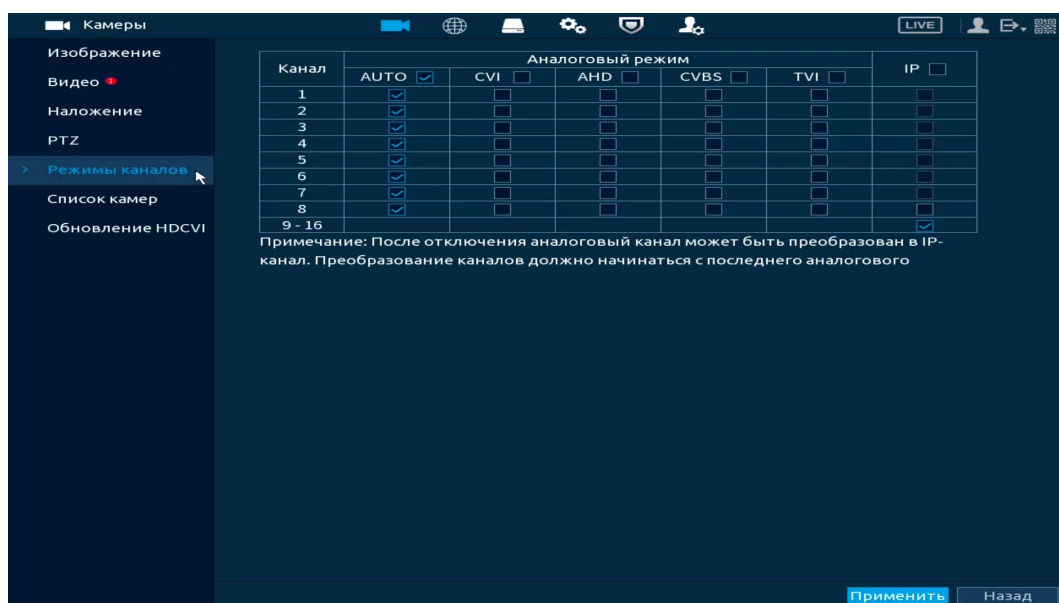 Камеры
LIVE
Изображение
Видео 1
Наложение
PTZ
> Режимы каналов
Список камер
Обновление HDCVI
Канал Аналоговый режим IP
AUTO CVI AHD CVBS TVI
1
2
3
4
5
6
7
8
9 - 16
Примечание: После отключения аналоговый канал может быть преобразован в IP-
канал. Преобразование каналов должно начинаться с последнего аналогового
Применить Назад